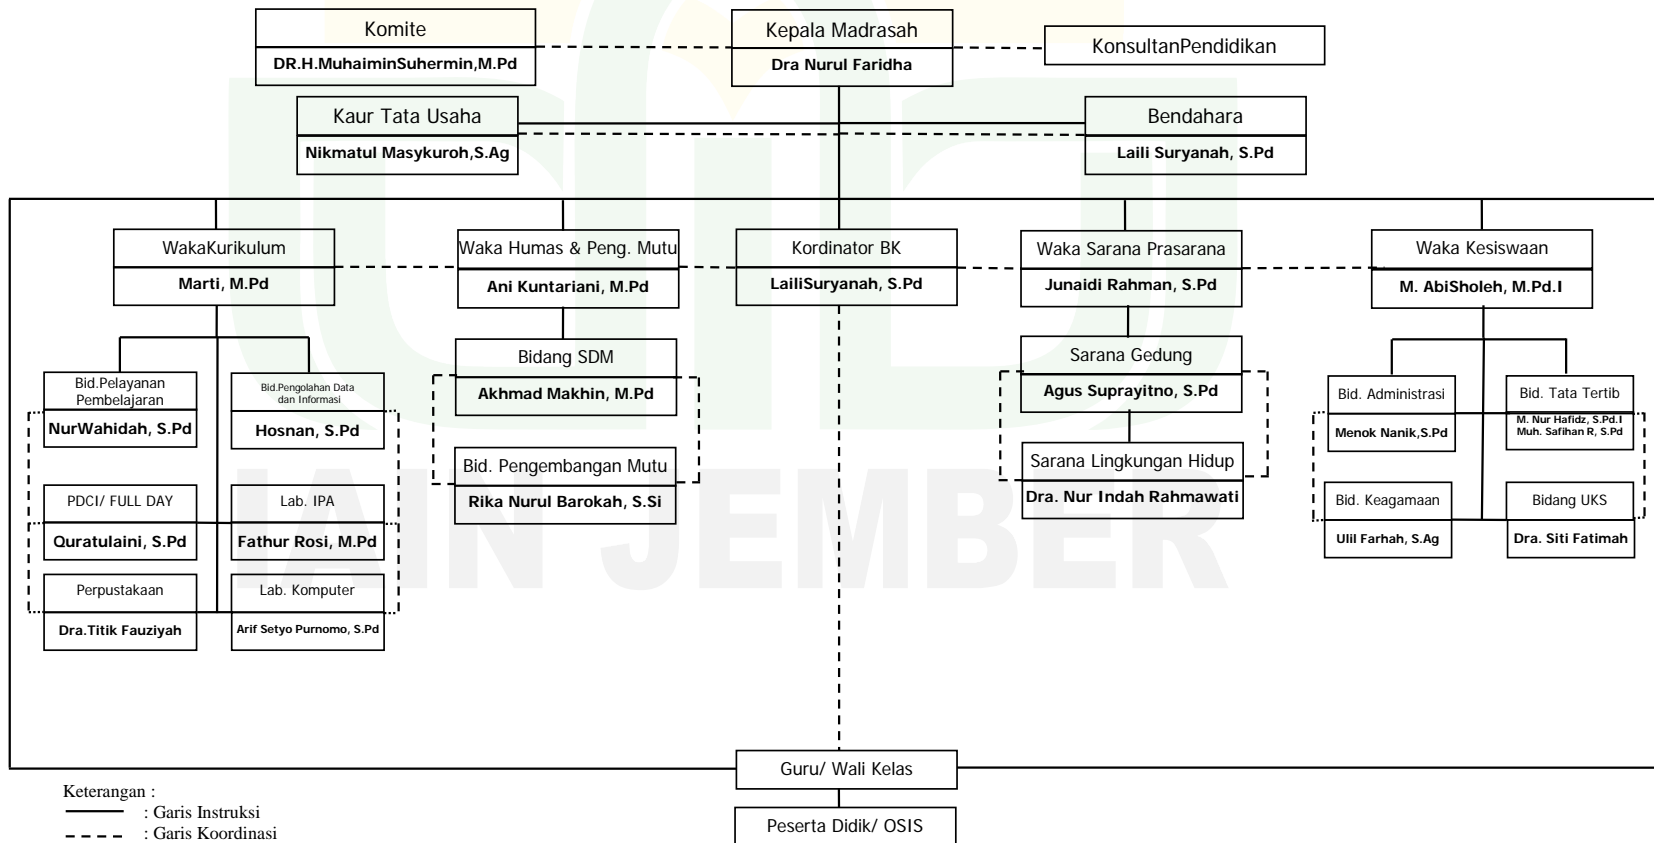 Komite
DR.H.MuhaiminSuhermin,M.Pd
Kepala Madrasah
Dra Nurul Faridha
KonsultanPendidikan
Kaur Tata Usaha
Nikmatul Masykuroh,S.Ag
Bendahara
Laili Suryanah, S.Pd
WakaKurikulum
Marti, M.Pd
Waka Humas & Peng. Mutu
Ani Kuntariani, M.Pd
Kordinator BK
LailiSuryanah, S.Pd
Waka Sarana Prasarana
Junaidi Rahman, S.Pd
Waka Kesiswaan
M. AbiSholeh, M.Pd.I
Bid.Pelayanan
Pembelajaran
NurWahidah, S.Pd
Bid.Pengolahan Data
dan Informasi
Hosnan, S.Pd
PDCI/ FULL DAY
Quratulaini, S.Pd
Lab. IPA
Fathur Rosi, M.Pd
Perpustakaan
Dra.Titik Fauziyah
Lab. Komputer
Arif Setyo Purnomo, S.Pd
Bidang SDM
Akhmad Makhin, M.Pd
Bid. Pengembangan Mutu
Rika Nurul Barokah, S.Si
Sarana Gedung
Agus Suprayitno, S.Pd
Sarana Lingkungan Hidup
Dra. Nur Indah Rahmawati
Bid. Administrasi
Menok Nanik,S.Pd
Bid. Tata Tertib
M. Nur Hafidz, S.Pd.I
Muh. Safihan R, S.Pd
Bid. Keagamaan
Ulil Farhah, S.Ag
Bidang UKS
Dra. Siti Fatimah
IAIN JEMBER
Guru/ Wali Kelas
Peserta Didik/ OSIS
Keterangan :
: Garis Instruksi
: Garis Koordinasi